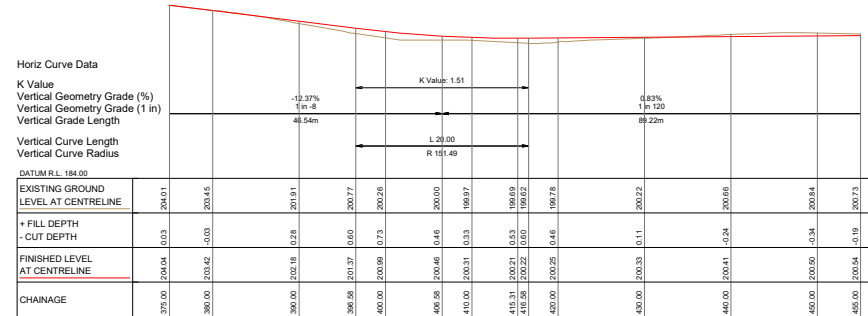 Horiz Curve Data
K Value
K Value: 1.51
Vertical Geometry Grade (%)
-12.37%
0.83%
Vertical Geometry Grade (1 in)
1 in -8
1 in 120
Vertical Grade Length
46.54m
89.22m
Vertical Curve Length
L 20.00
Vertical Curve Radius
R 151.49
DATUM R.L. 184.00
EXISTING GROUND
LEVEL AT CENTRELINE
204.01 203.45 201.91 200.77 200.26 200.00 199.97 199.69 199.62 199.78 200.22 200.66 200.84 200.73
+ FILL DEPTH
- CUT DEPTH
0.03 -0.03 0.28 0.60 0.73 0.46 0.33 0.53 0.60 0.46 0.11 -0.24 -0.34 -0.19
FINISHED LEVEL
AT CENTRELINE
204.04 203.42 202.18 201.37 200.99 200.46 200.31 200.21 200.22 200.25 200.33 200.41 200.50 200.54
CHAINAGE
375.00 380.00 390.00 396.58 400.00 406.58 410.00 415.31 416.58 420.00 430.00 440.00 450.00 455.00